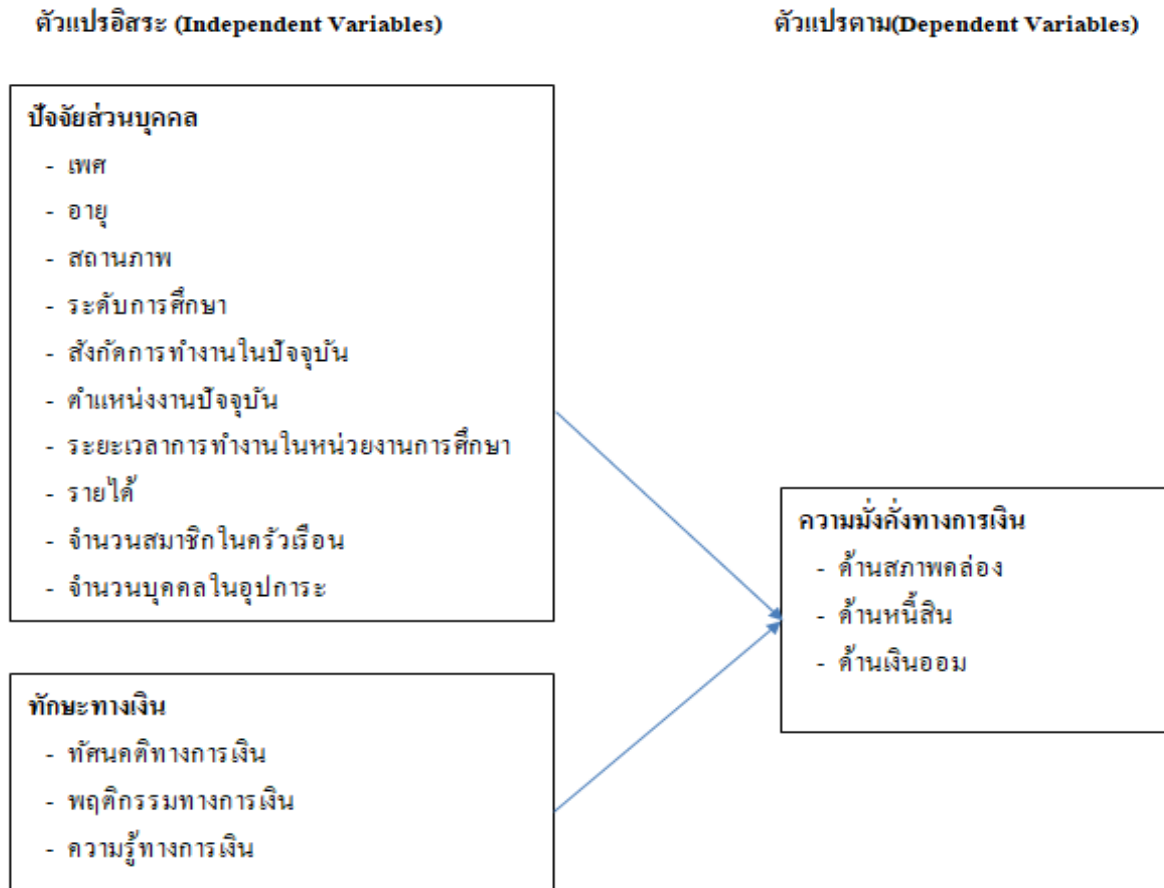 ตัวแปรอิสระ (Independent Variables)
ตัวแปรตาม(Dependent Variables)
ปัจจัยส่วนบุคคล
- เพศ
- อายุ
- สถานภาพ
- ระดับการศึกษา
- สังกัดการทำงานในปัจจุบัน
- ตำแหน่งงานปัจจุบัน
- ระยะเวลาการทำงานในหน่วยงานการศึกษา
- รายได้
- จำนวนสมาชิกในครัวเรือน
- จำนวนบุคคลในอุปการะ
ความมั่งคั่งทางการเงิน
- ด้านสภาพคล่อง
- ด้านหนี้สิน
- ด้านเงินออม
ทักษะทางเงิน
- ทัศนคติทางการเงิน
- พฤติกรรมทางการเงิน
- ความรู้ทางการเงิน